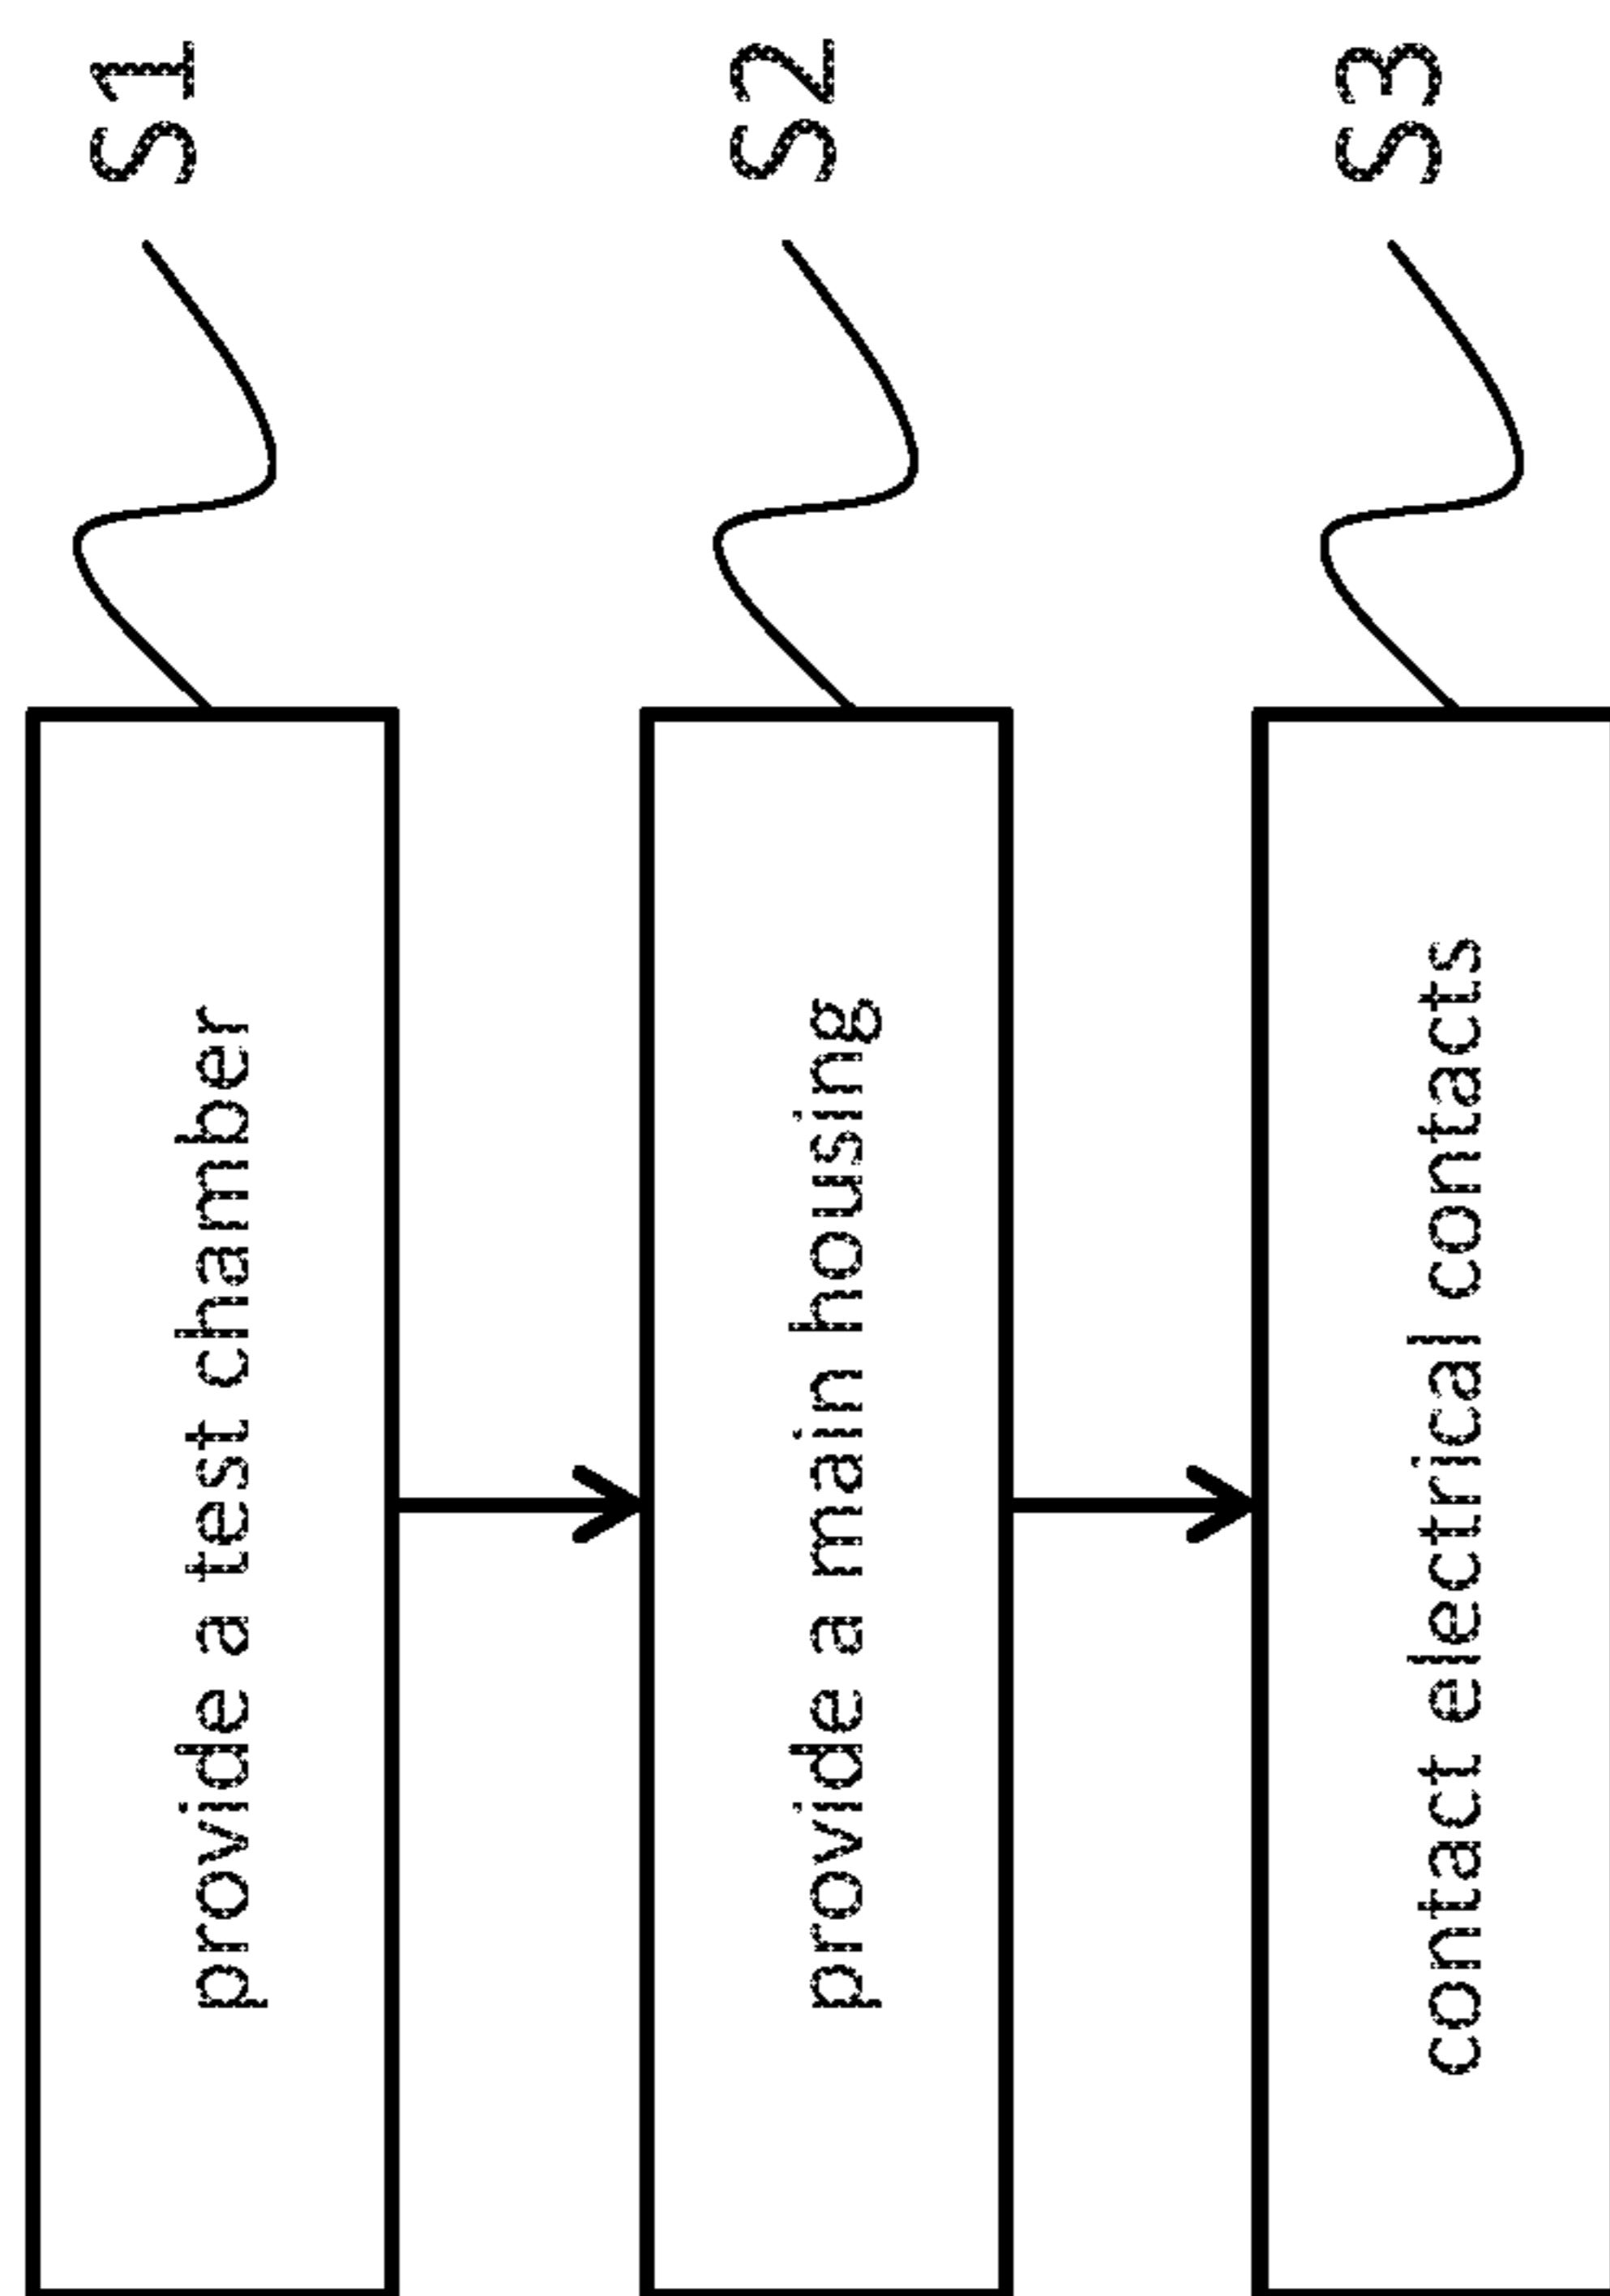 provide a test chamber S1
provide a main housing S2
contact electrical contacts S3